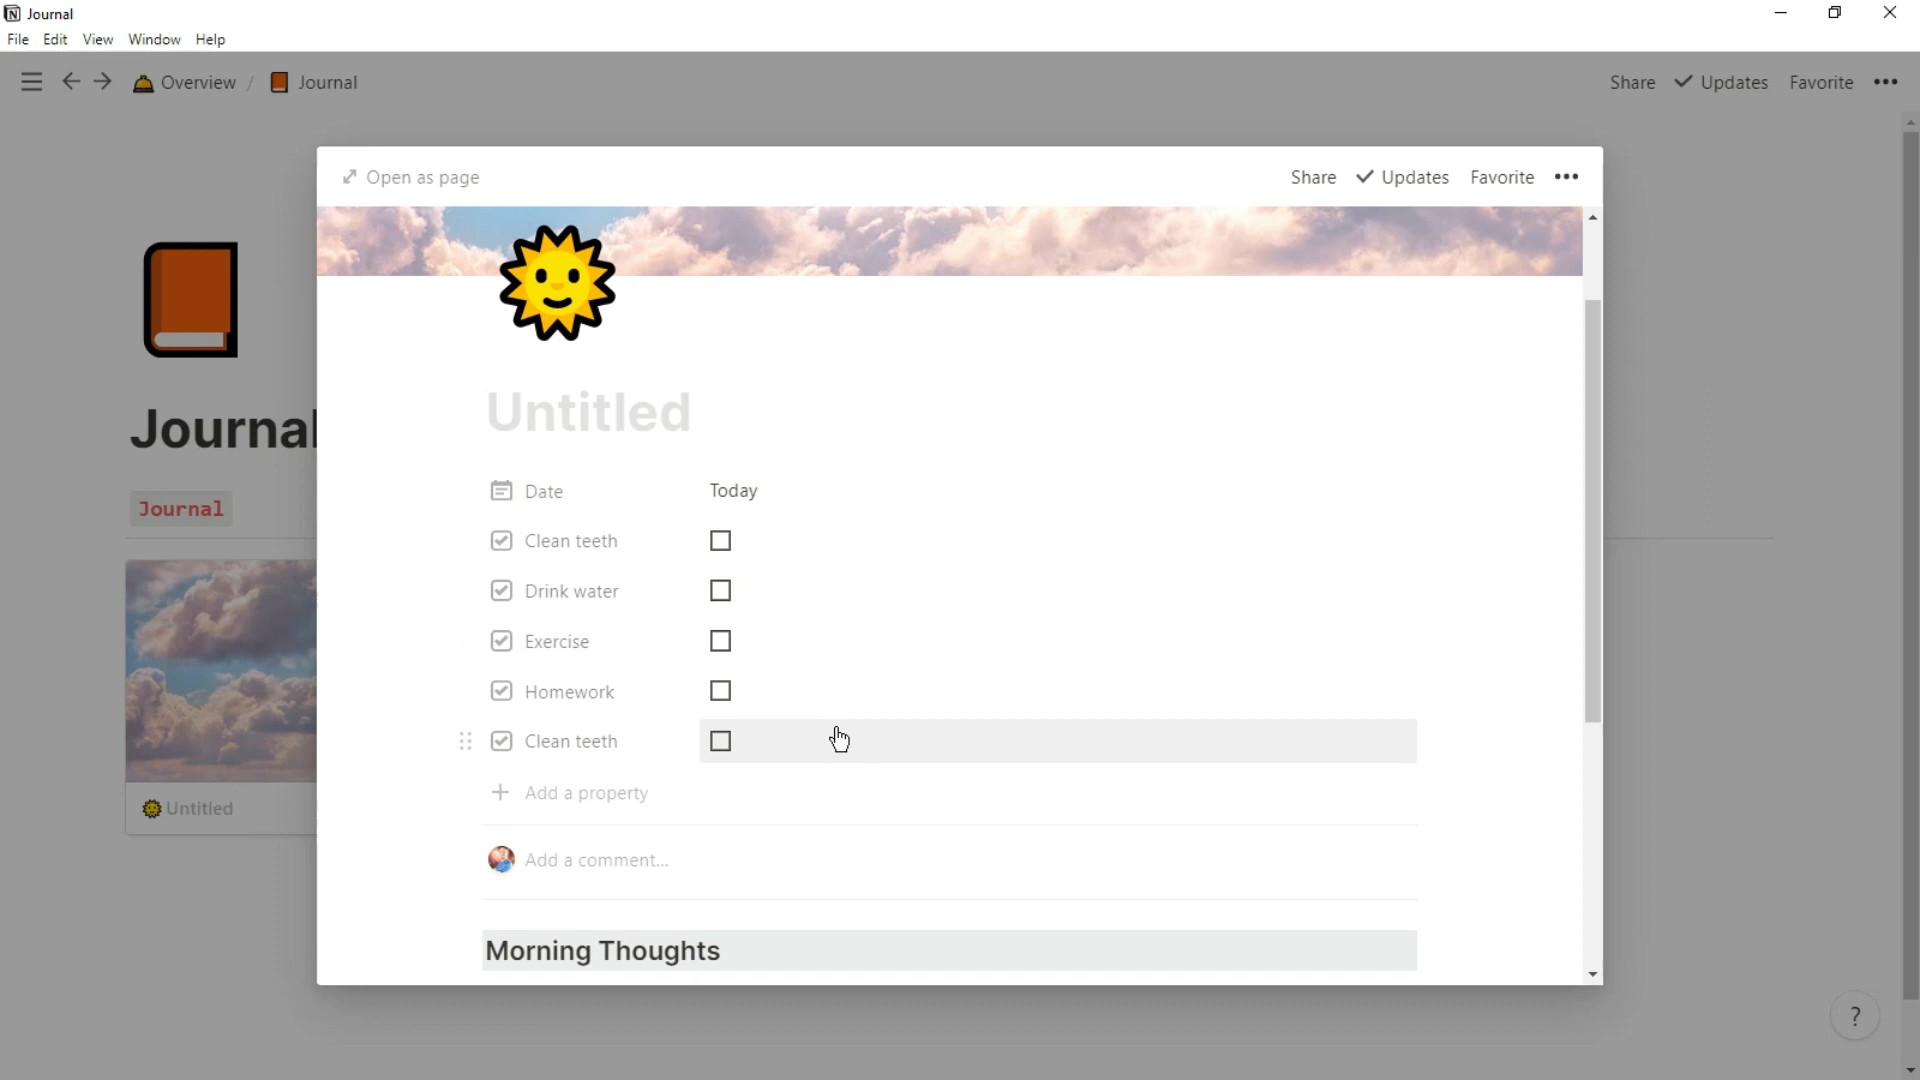 Journal
File Edit View Window Help
Overview / Journal
Share Updates Favorite
Open as page
Share Updates Favorite
Journal
Journal
Untitled
Untitled
Date Today
Clean teeth
Drink water
Exercise
Homework
Clean teeth
+ Add a property
Add a comment...
Morning Thoughts
?